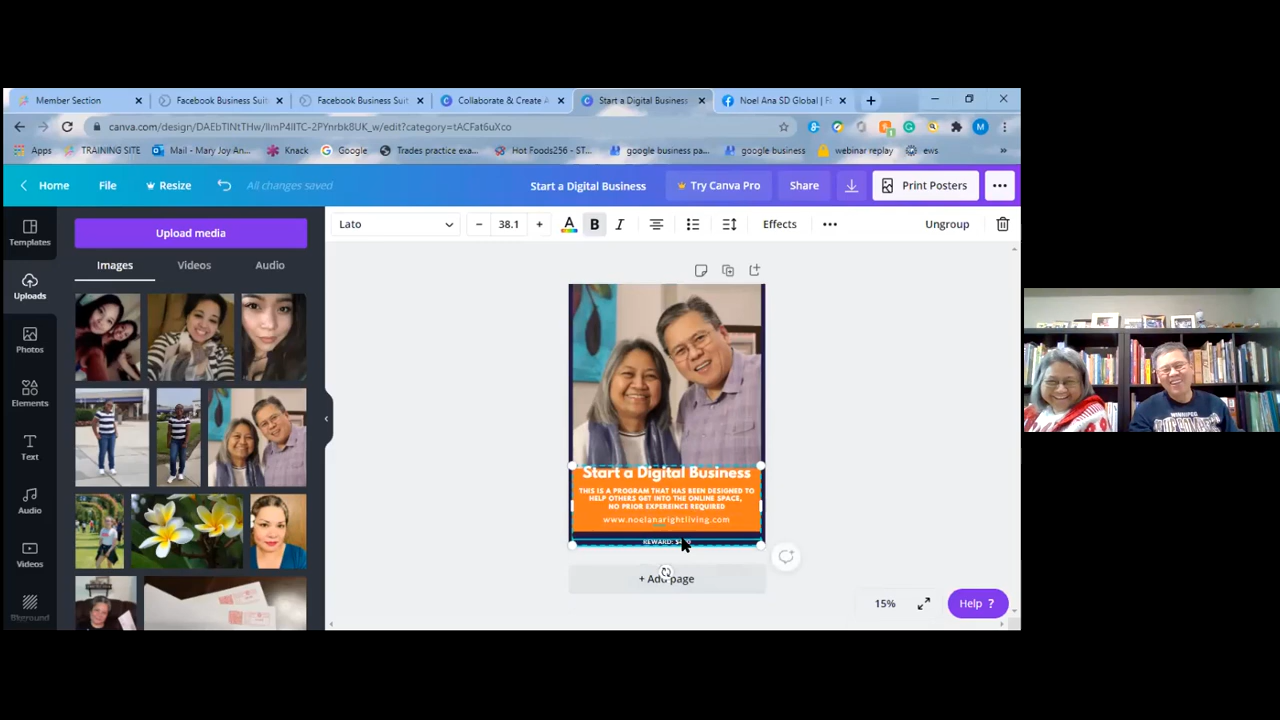 Member Section
Facebook Business Suit
Facebook Business Suit
Collaborate & Create A
Start a Digital Business
Noel Ana SD Global | F
canva.com/design/DAEbTlNtTHw/IlmP4IITC-2PYnrbk8UK_w/edit?category=tACFat6uXco
M
Apps
TRAINING SITE
Mail - Mary Joy An...
Knack
Google
Trades practice exa...
Hot Foods256 - ST...
google business pa...
google business
webinar replay
ews
Home
File
Resize
All changes saved
Start a Digital Business
Try Canva Pro
Share
Print Posters
Templates
Uploads
Photos
Elements
Text
Audio
Videos
Bkground
Upload media
Images
Videos
Audio
Lato
38.1
A
B
I
Effects
Ungroup
Start a Digital Business
THIS IS A PROGRAM THAT HAS BEEN DESIGNED TO
HELP OTHERS GET INTO THE ONLINE SPACE,
NO PRIOR EXPEREINCE REQUIRED
www.noelanarightliving.com
REWARD:
+ Add page
15%
Help ?
WINNIPEG